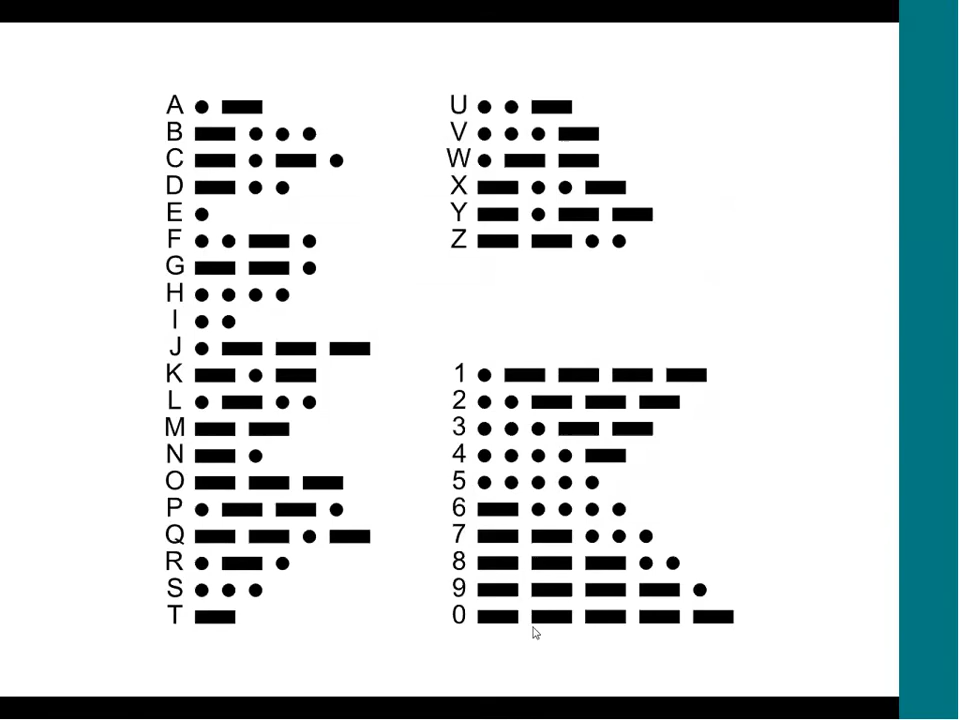 A ● ▬
B ▬ ● ● ●
C ▬ ● ▬ ●
D ▬ ● ●
E ●
F ● ● ▬ ●
G ▬ ▬ ●
H ● ● ● ●
I ● ●
J ● ▬ ▬ ▬
K ▬ ● ▬
L ● ▬ ● ●
M ▬ ▬
N ▬ ●
O ▬ ▬ ▬
P ● ▬ ▬ ●
Q ▬ ▬ ● ▬
R ● ▬ ●
S ● ● ●
T ▬
U ● ● ▬
V ● ● ● ▬
W ● ▬ ▬
X ▬ ● ● ▬
Y ▬ ● ▬ ▬
Z ▬ ▬ ● ●
1 ● ▬ ▬ ▬ ▬
2 ● ● ▬ ▬ ▬
3 ● ● ● ▬ ▬
4 ● ● ● ● ▬
5 ● ● ● ● ●
6 ▬ ● ● ● ●
7 ▬ ▬ ● ● ●
8 ▬ ▬ ▬ ● ●
9 ▬ ▬ ▬ ▬ ●
0 ▬ ▬ ▬ ▬ ▬